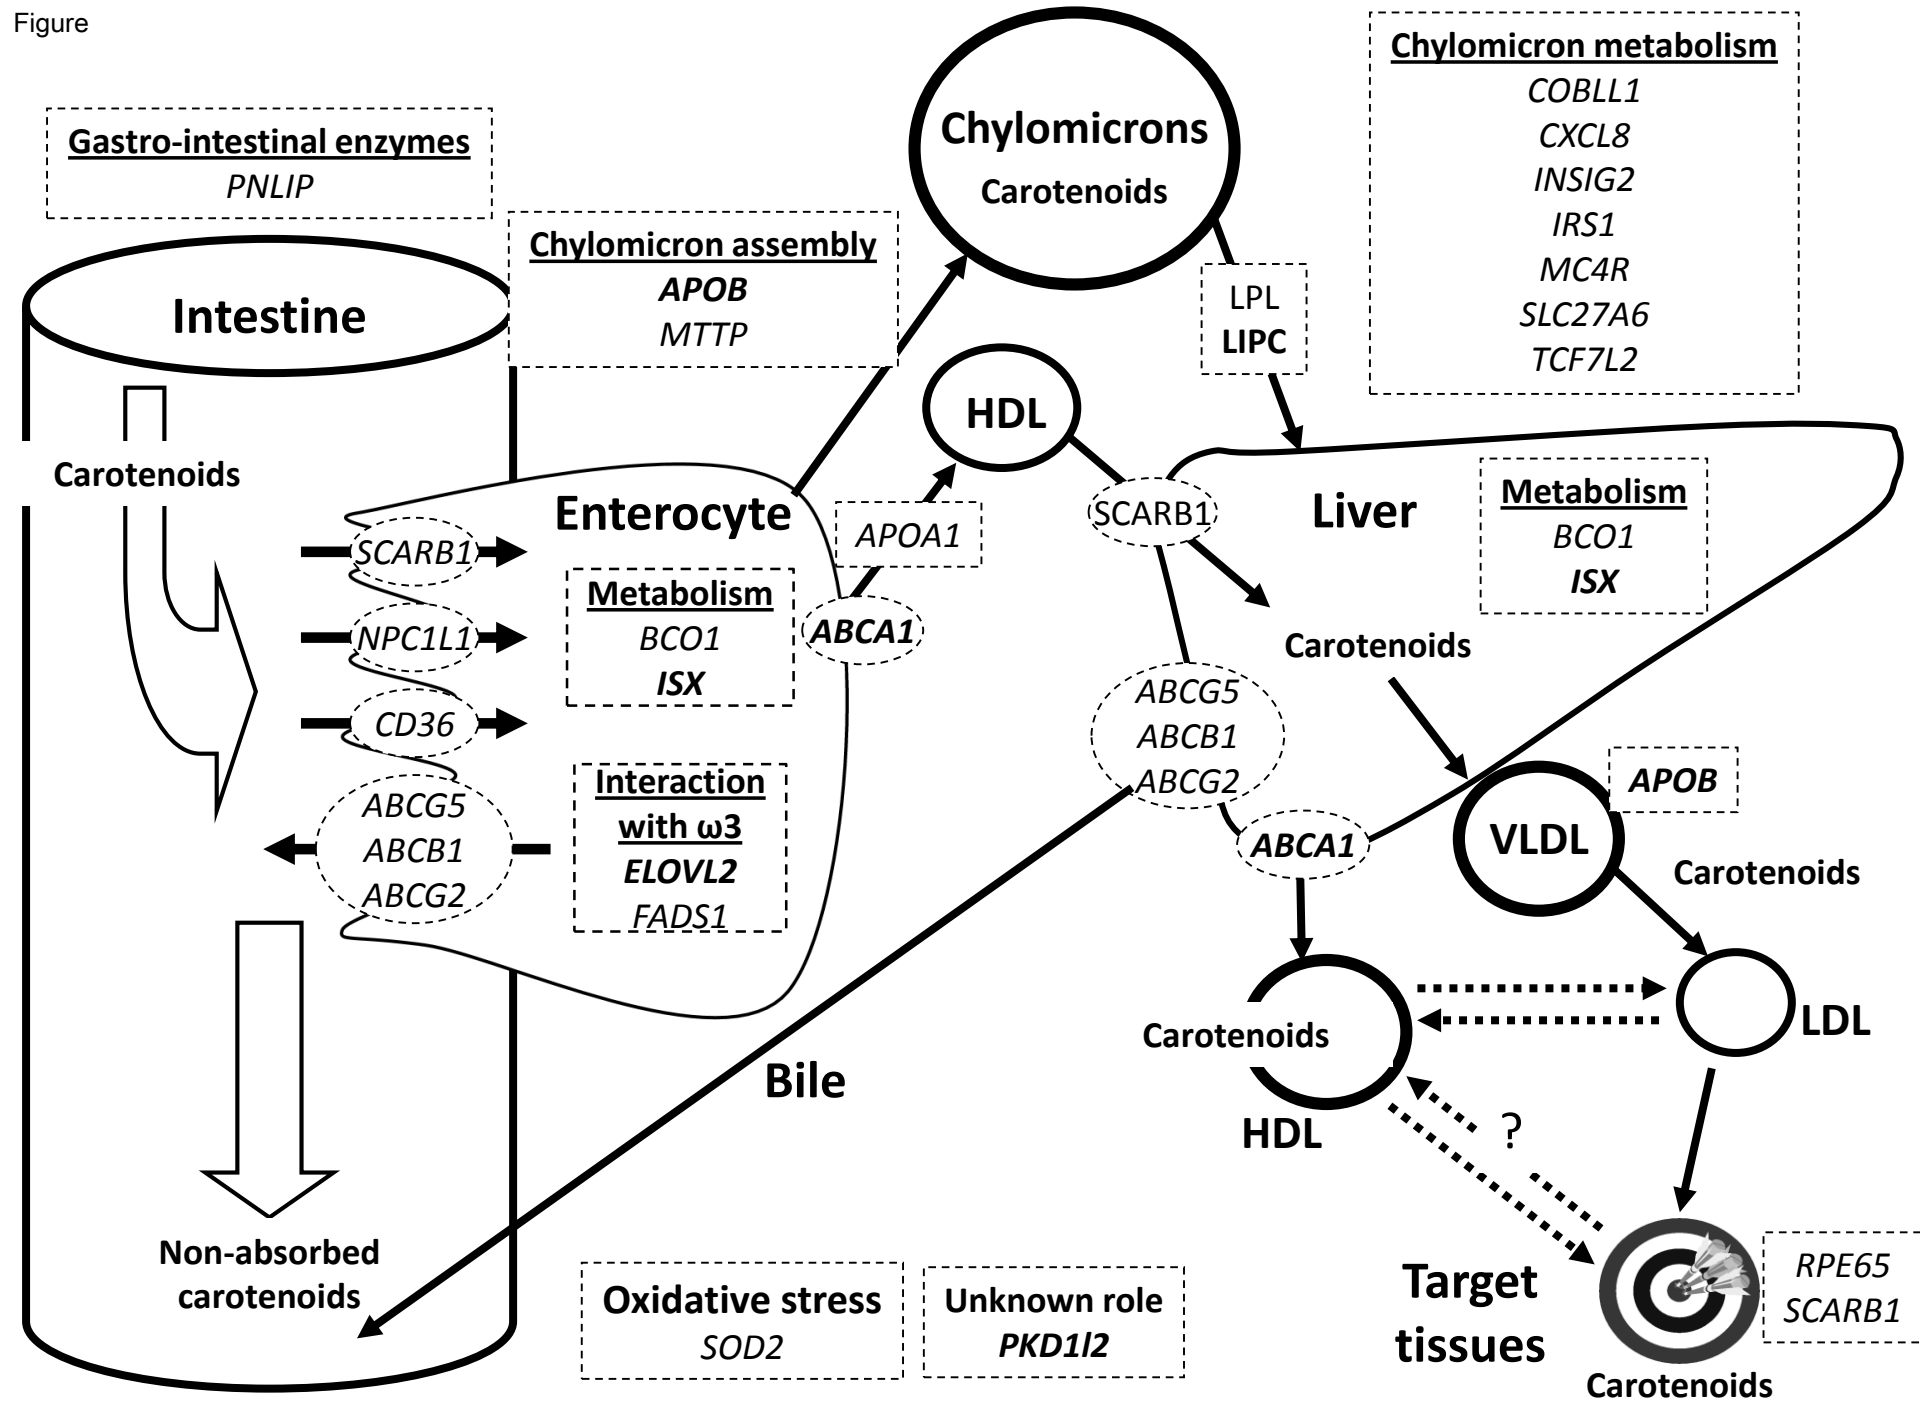 Figure
Gastro-intestinal enzymes
PNLIP
Intestine
Carotenoids
Non-absorbed
carotenoids
Chylomicron assembly
APOB
MTTP
Enterocyte
SCARB1
NPC1L1
CD36
ABCG5
ABCB1
ABCG2
Metabolism
BCO1
ISX
Interaction
with ω3
ELOVL2
FADS1
ABCA1
APOA1
HDL
Chylomicrons
Carotenoids
LPL
LIPC
Chylomicron metabolism
COBLL1
CXCL8
INSIG2
IRS1
MC4R
SLC27A6
TCF7L2
SCARB1
Liver
Metabolism
BCO1
ISX
Carotenoids
ABCG5
ABCB1
ABCG2
ABCA1
VLDL
APOB
Carotenoids
LDL
Carotenoids
HDL
?
Bile
Oxidative stress
SOD2
Unknown role
PKD1l2
Target
tissues
RPE65
SCARB1
Carotenoids